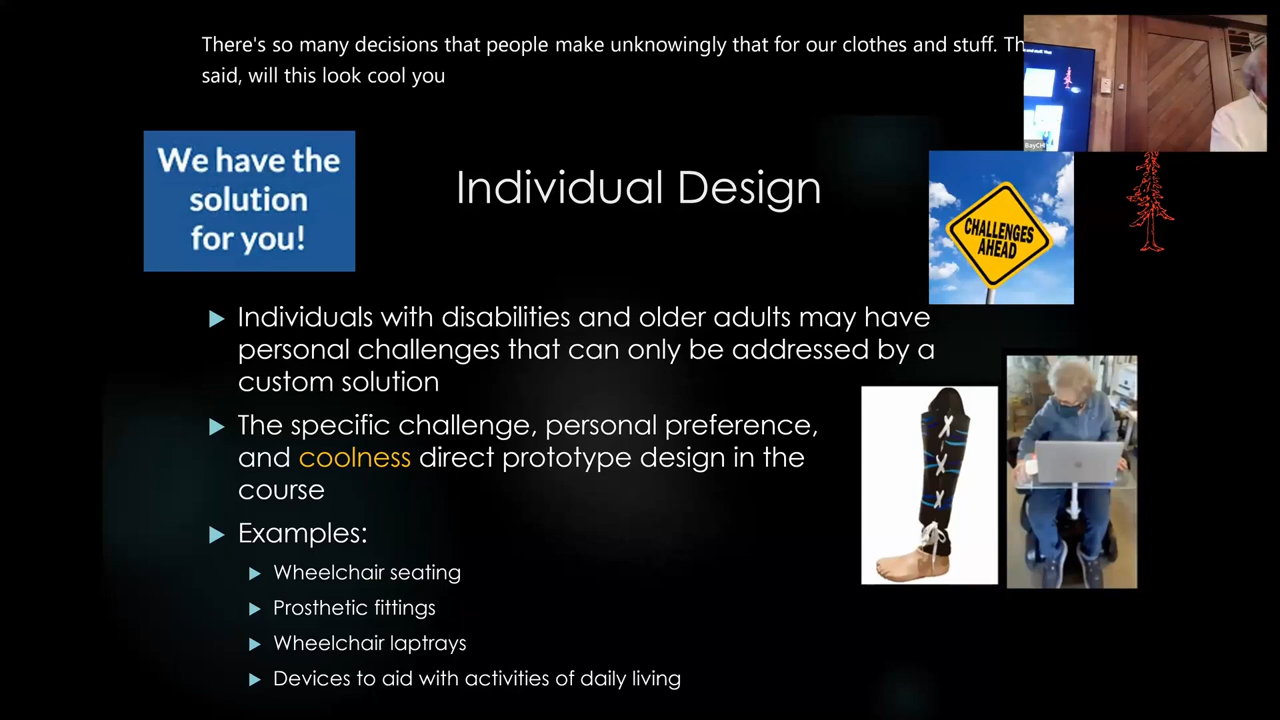 There's so many decisions that people make unknowingly that for our clothes and stuff. Th
said, will this look cool you
We have the
solution
for you!
Individual Design
CHALLENGES
AHEAD
Individuals with disabilities and older adults may have
personal challenges that can only be addressed by a
custom solution
The specific challenge, personal preference,
and coolness direct prototype design in the
course
Examples:
Wheelchair seating
Prosthetic fittings
Wheelchair laptrays
Devices to aid with activities of daily living